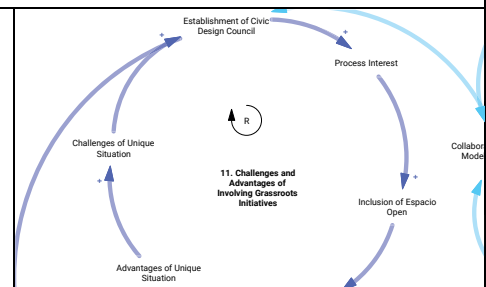 Establishment of Civic
Design Council
+
+
Process Interest
R
Challenges of Unique
Situation
11. Challenges and
Advantages of
Involving Grassroots
Initiatives
+
+
Inclusion of Espacio
Open
Advantages of Unique
Situation